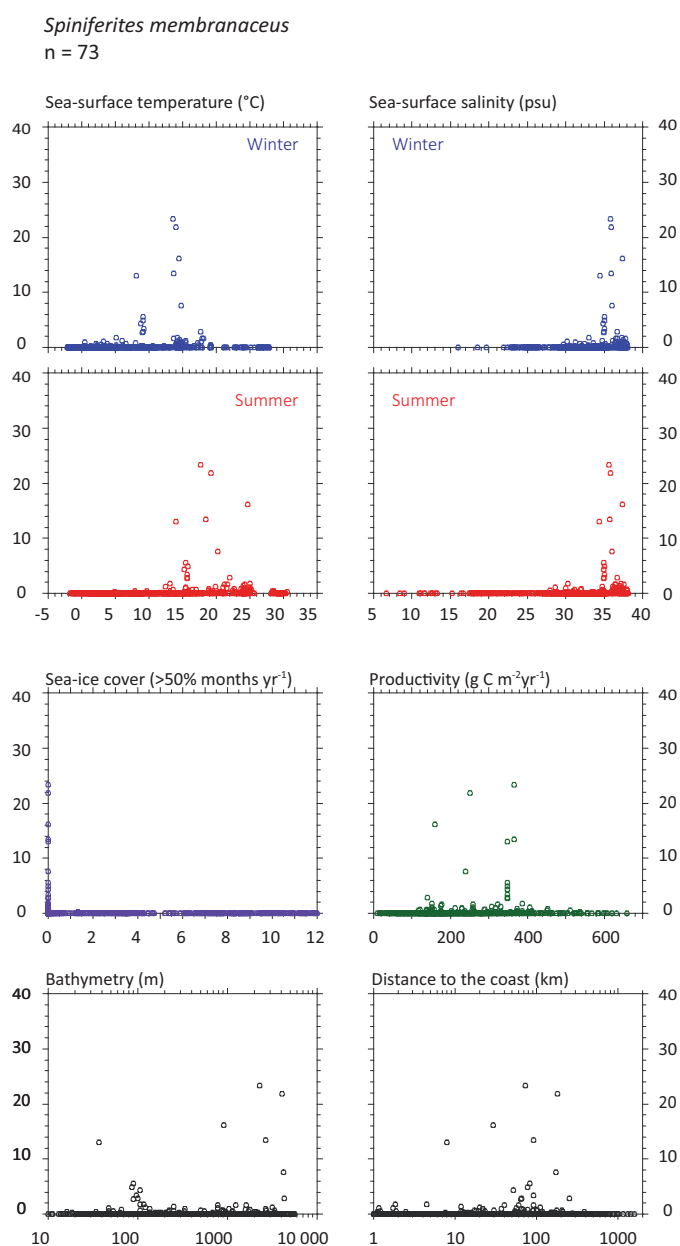 Spiniferites membranaceus
n = 73
Sea-surface temperature (°C) Sea-surface salinity (psu)
40 40
Winter Winter
30 30
20 20
10 10
0 0
40 40
Summer Summer
30 30
20 20
10 10
0 0
-5 0 5 10 15 20 25 30 35 5 10 15 20 25 30 35 40
Sea-ice cover (>50% months yr⁻¹) Productivity (g C m⁻²yr⁻¹)
40 40
30 30
20 20
10 10
0 0
0 2 4 6 8 10 12 0 200 400 600
Bathymetry (m) Distance to the coast (km)
40 40
30 30
20 20
10 10
0 0
10 100 1000 10 000 1 10 100 1000